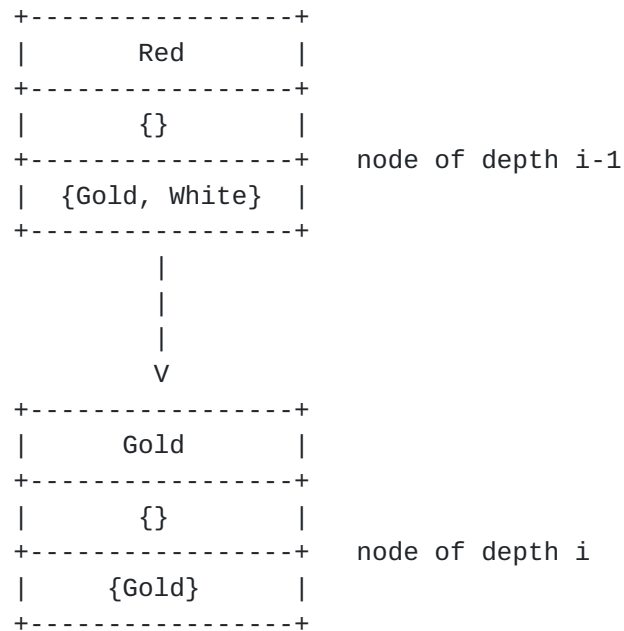 +-----------------+
|       Red       |
+-----------------+
|       {}        |
+-----------------+   node of depth i-1
|  {Gold, White}  |
+-----------------+
         |
         |
         |
         V
+-----------------+
|      Gold       |
+-----------------+
|       {}        |
+-----------------+   node of depth i
|     {Gold}      |
+-----------------+